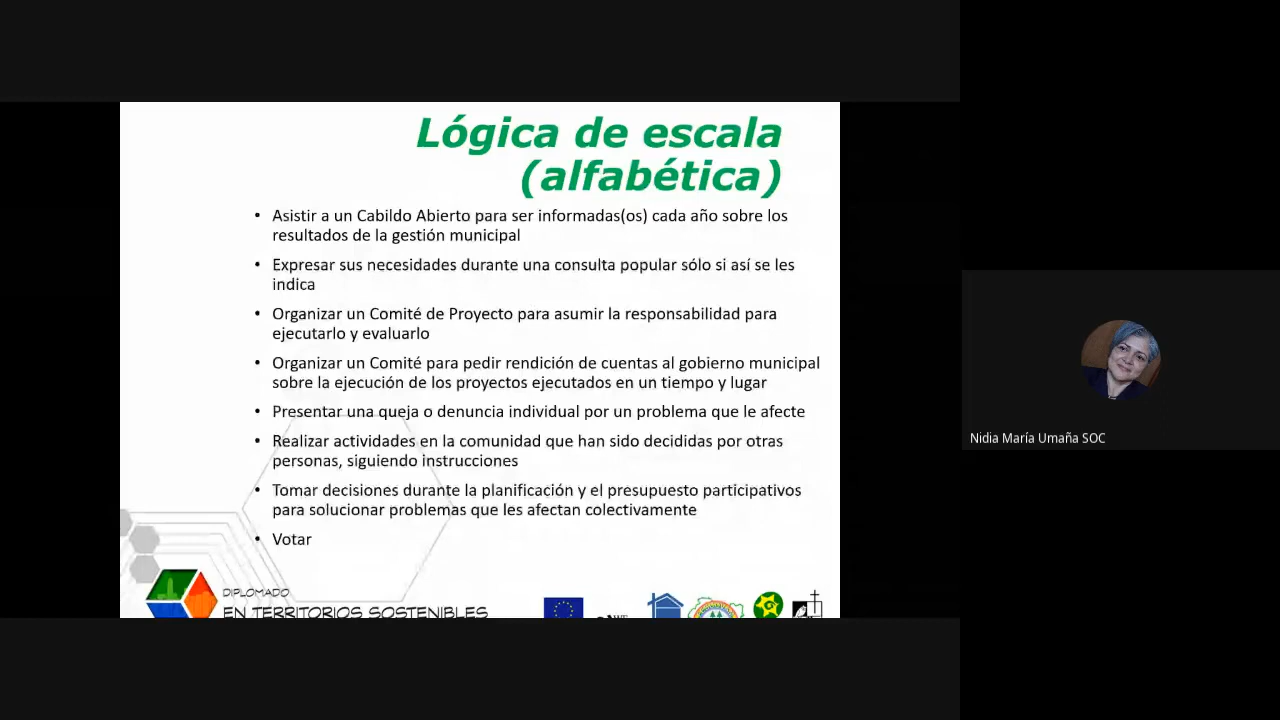 Lógica de escala
(alfabética)
• Asistir a un Cabildo Abierto para ser informadas(os) cada año sobre los
resultados de la gestión municipal
• Expresar sus necesidades durante una consulta popular sólo si así se les
indica
• Organizar un Comité de Proyecto para asumir la responsabilidad para
ejecutarlo y evaluarlo
• Organizar un Comité para pedir rendición de cuentas al gobierno municipal
sobre la ejecución de los proyectos ejecutados en un tiempo y lugar
• Presentar una queja o denuncia individual por un problema que le afecte
• Realizar actividades en la comunidad que han sido decididas por otras
personas, siguiendo instrucciones
• Tomar decisiones durante la planificación y el presupuesto participativos
para solucionar problemas que les afectan colectivamente
• Votar
DIPLOMADO
EN TERRITORIOS SOSTENIBLES
Nidia María Umaña SOC